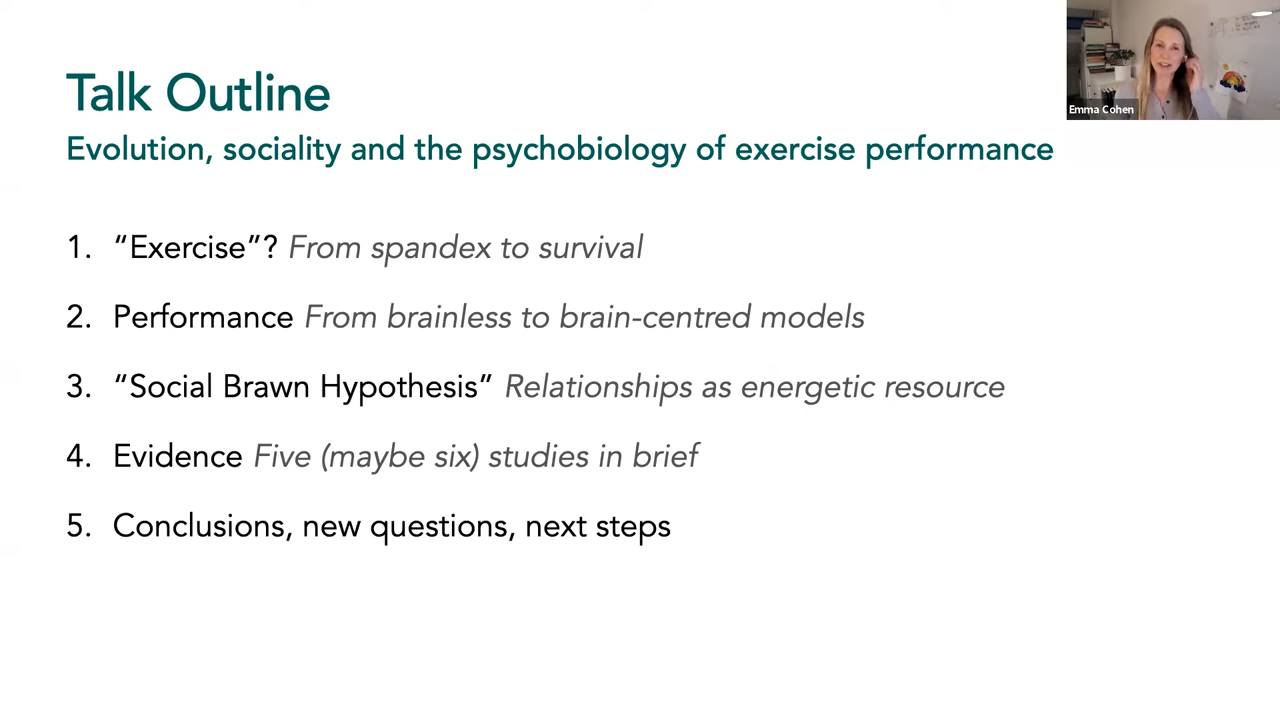 Talk Outline
Evolution, sociality and the psychobiology of exercise performance
1. “Exercise”? From spandex to survival
2. Performance From brainless to brain-centred models
3. “Social Brawn Hypothesis” Relationships as energetic resource
4. Evidence Five (maybe six) studies in brief
5. Conclusions, new questions, next steps
Emma Cohen